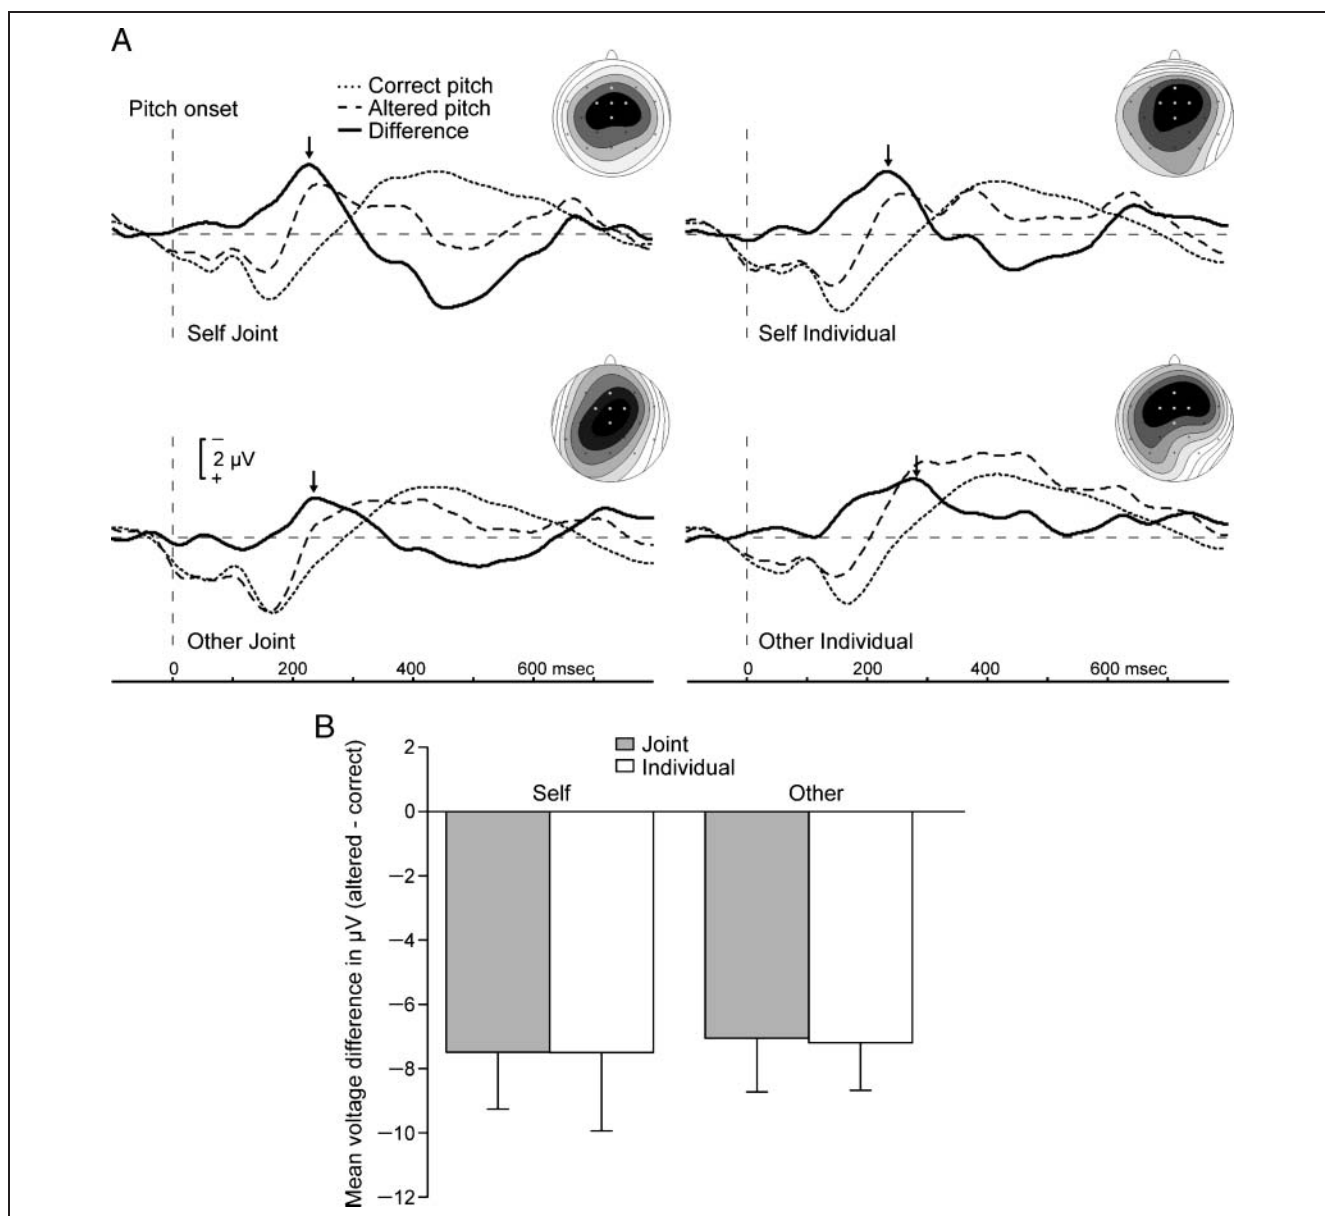 A
Correct pitch
Altered pitch
Difference
Pitch onset
Self Joint
Self Individual
−
2 µV
+
Other Joint
Other Individual
0 200 400 600 msec
0 200 400 600 msec
B
Mean voltage difference in µV (altered - correct)
Joint
Individual
Self
Other
2
0
−2
−4
−6
−8
−10
−12